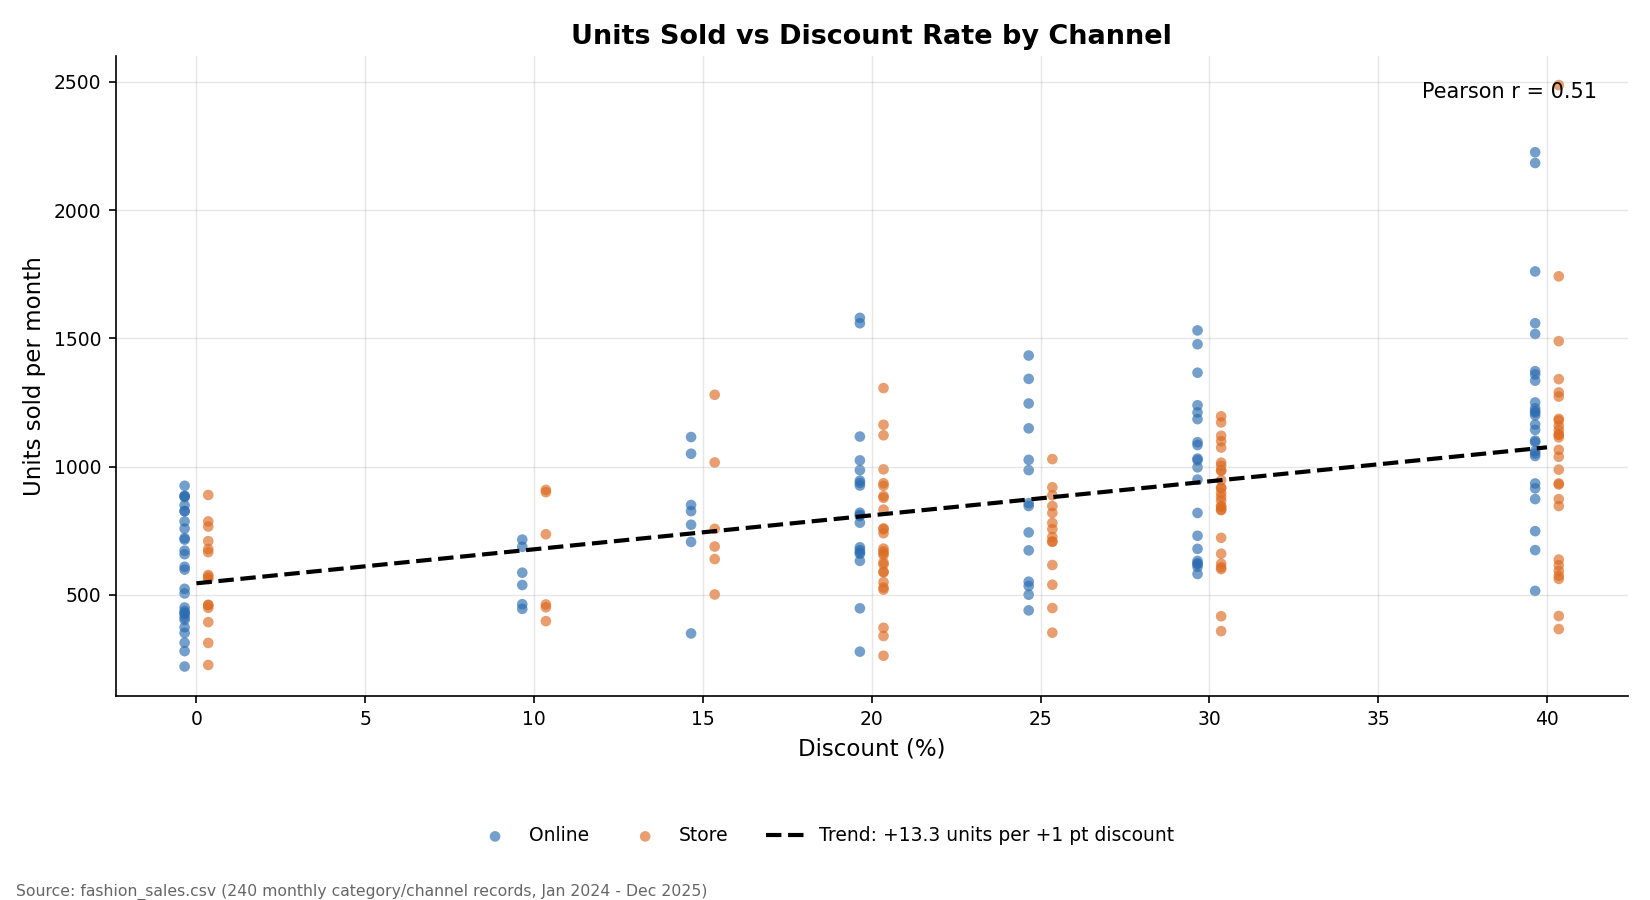 Units Sold vs Discount Rate by Channel
Pearson r = 0.51
Units sold per month
2500
2000
1500
1000
500
0 5 10 15 20 25 30 35 40
Discount (%)
Online Store Trend: +13.3 units per +1 pt discount
Source: fashion_sales.csv (240 monthly category/channel records, Jan 2024 - Dec 2025)